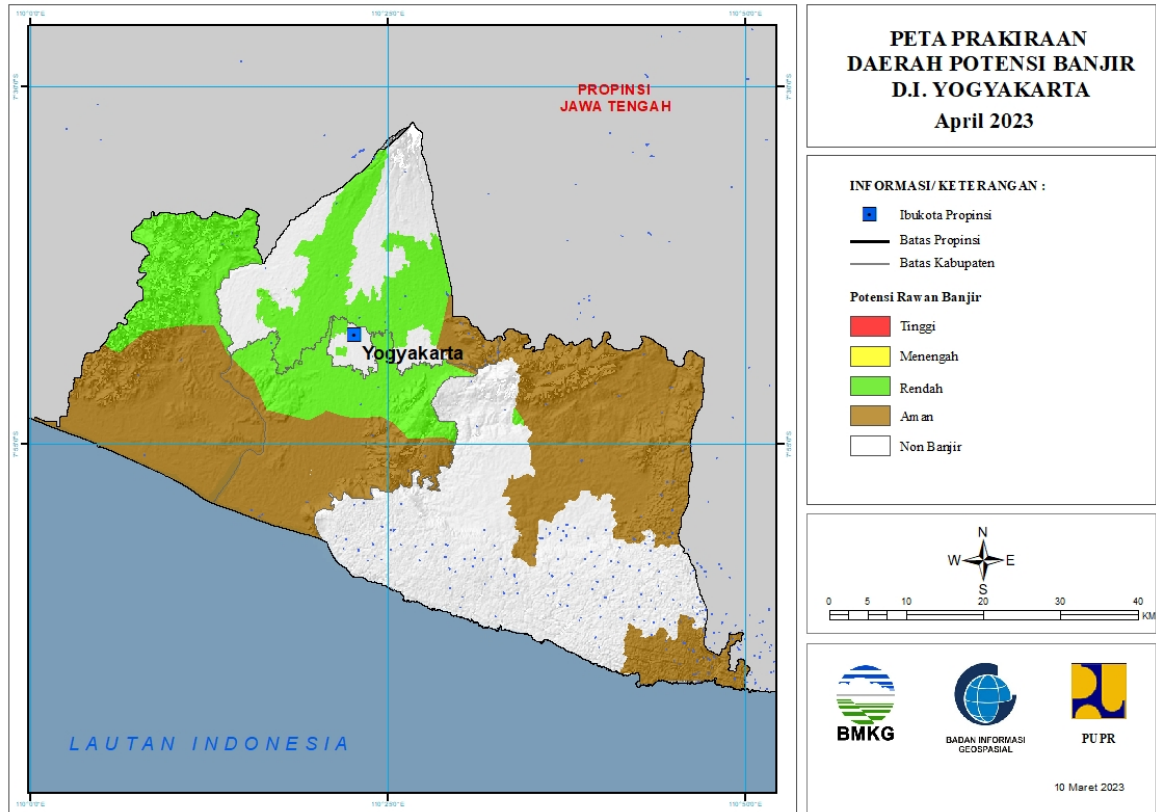 PETA PRAKIRAAN
DAERAH POTENSI BANJIR
D.I. YOGYAKARTA
April 2023
INFORMASI/ KETERANGAN :
Ibukota Propinsi
Batas Propinsi
Batas Kabupaten
Potensi Rawan Banjir
Tinggi
Menengah
Rendah
Aman
Non Banjir
N
W E
S
0 5 10 20 30 40
KM
BMKG
BADAN INFORMASI
GEOSPASIAL
PUPR
10 Maret 2023
PROPINSI
JAWA TENGAH
Yogyakarta
LAUTAN INDONESIA